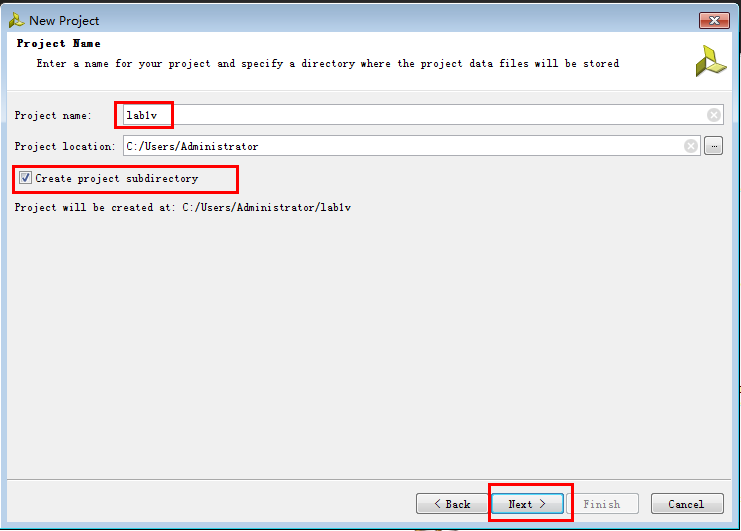 New Project
Project Name
Enter a name for your project and specify a directory where the project data files will be stored
Project name: lab1v
Project location: C:/Users/Administrator ...
Create project subdirectory
Project will be created at: C:/Users/Administrator/lab1v
< Back Next > Finish Cancel